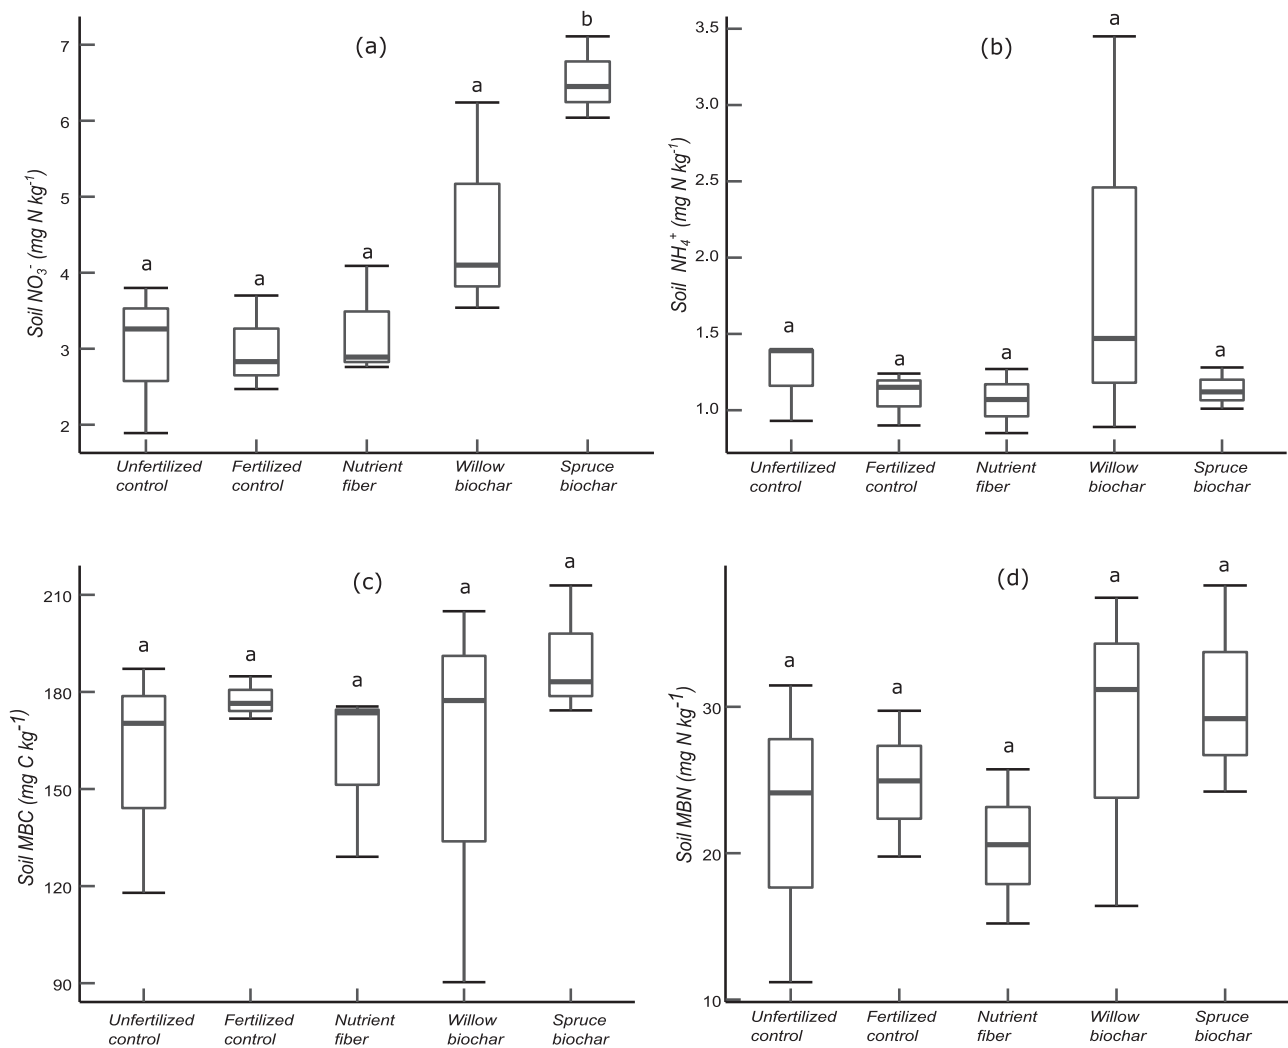 (a)
Soil NO₃⁻ (mg N kg⁻¹)
7
6
5
4
3
2
a
a
a
a
b
Unfertilized control
Fertilized control
Nutrient fiber
Willow biochar
Spruce biochar
(b)
Soil NH₄⁺ (mg N kg⁻¹)
3.5
3.0
2.5
2.0
1.5
1.0
a
a
a
a
a
Unfertilized control
Fertilized control
Nutrient fiber
Willow biochar
Spruce biochar
(c)
Soil MBC (mg C kg⁻¹)
210
180
150
120
90
a
a
a
a
a
Unfertilized control
Fertilized control
Nutrient fiber
Willow biochar
Spruce biochar
(d)
Soil MBN (mg N kg⁻¹)
30
20
10
a
a
a
a
a
Unfertilized control
Fertilized control
Nutrient fiber
Willow biochar
Spruce biochar